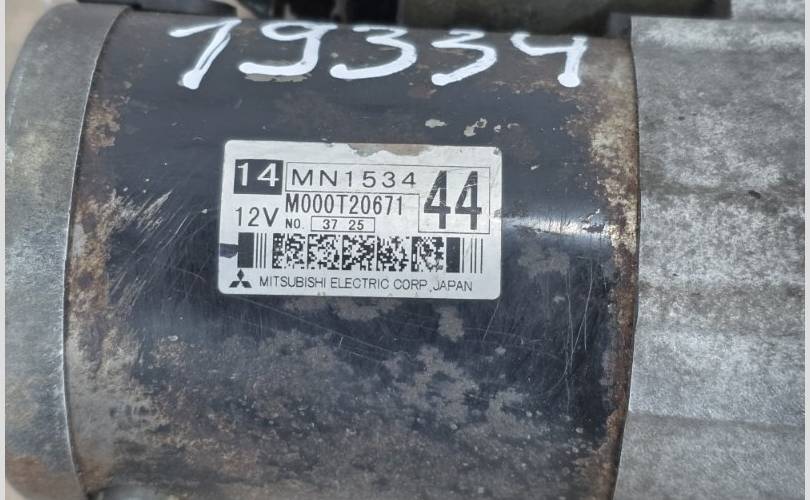 19334
14 MN1534 44
12V M000T20671
NO. 37 25
MITSUBISHI ELECTRIC CORP. JAPAN